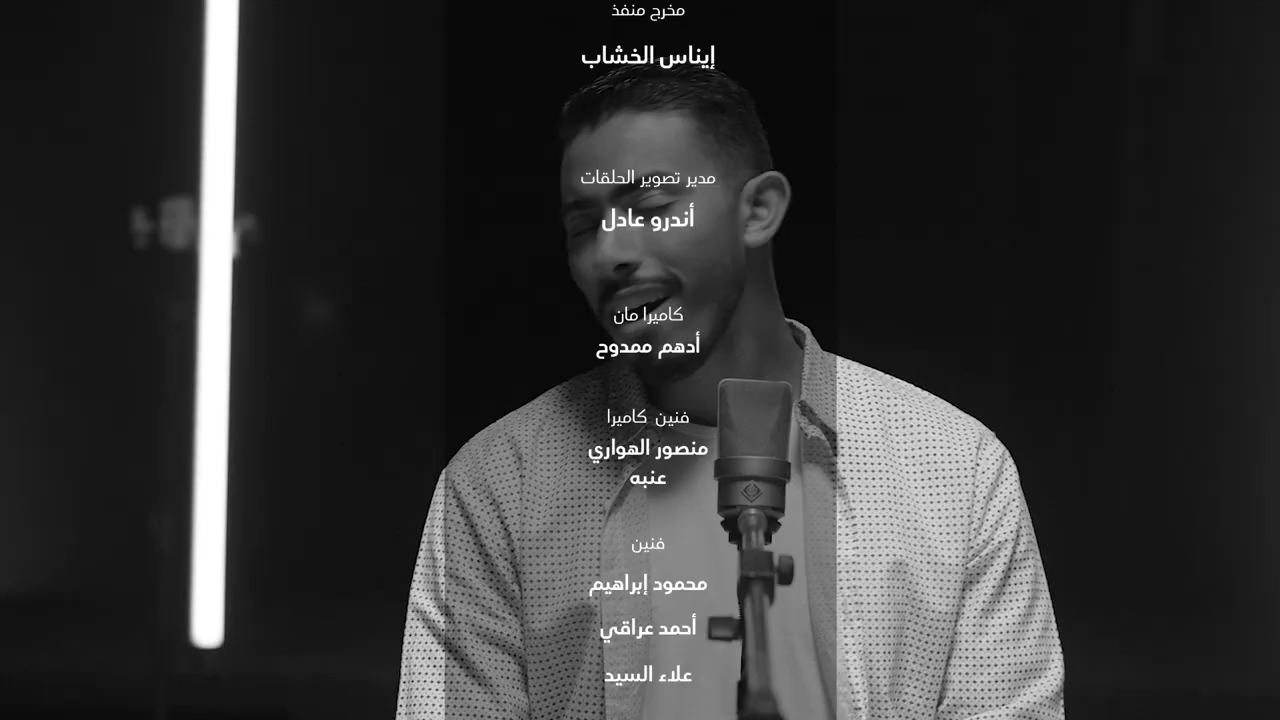 مخرج منفذ
إيناس الخشاب
مدير تصوير الحلقات
أندرو عادل
كاميرا مان
أدهم ممدوح
فنين كاميرا
منصور الهواري
عنبه
فنين
محمود إبراهيم
أحمد عراقي
علاء السيد